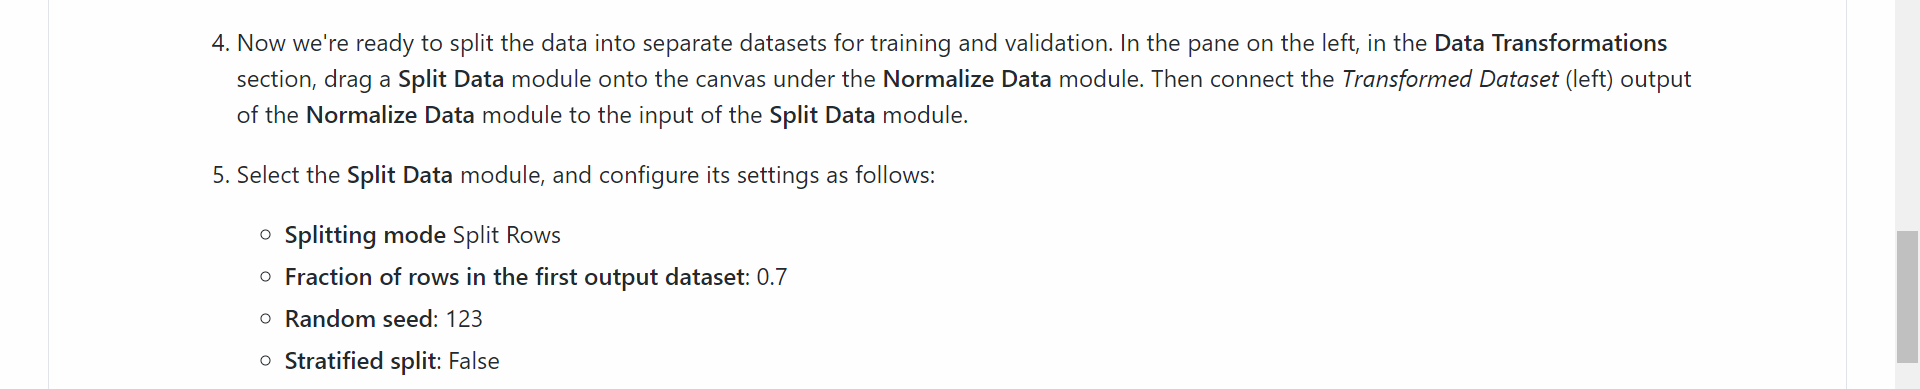 4. Now we're ready to split the data into separate datasets for training and validation. In the pane on the left, in the Data Transformations
section, drag a Split Data module onto the canvas under the Normalize Data module. Then connect the Transformed Dataset (left) output
of the Normalize Data module to the input of the Split Data module.
5. Select the Split Data module, and configure its settings as follows:
○ Splitting mode Split Rows
○ Fraction of rows in the first output dataset: 0.7
○ Random seed: 123
○ Stratified split: False